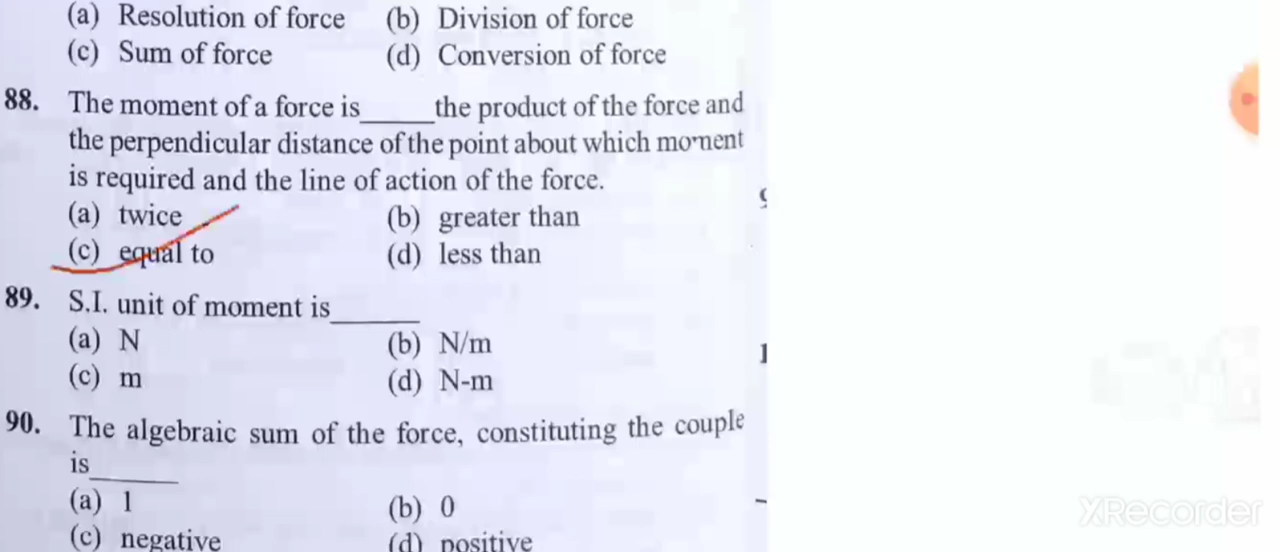 (a) Resolution of force (b) Division of force
(c) Sum of force (d) Conversion of force
88. The moment of a force is_____the product of the force and
the perpendicular distance of the point about which moment
is required and the line of action of the force.
(a) twice (b) greater than
(c) equal to (d) less than
89. S.I. unit of moment is______
(a) N (b) N/m
(c) m (d) N-m
90. The algebraic sum of the force, constituting the couple
is______
(a) 1 (b) 0
(c) negative (d) positive
XRecorder